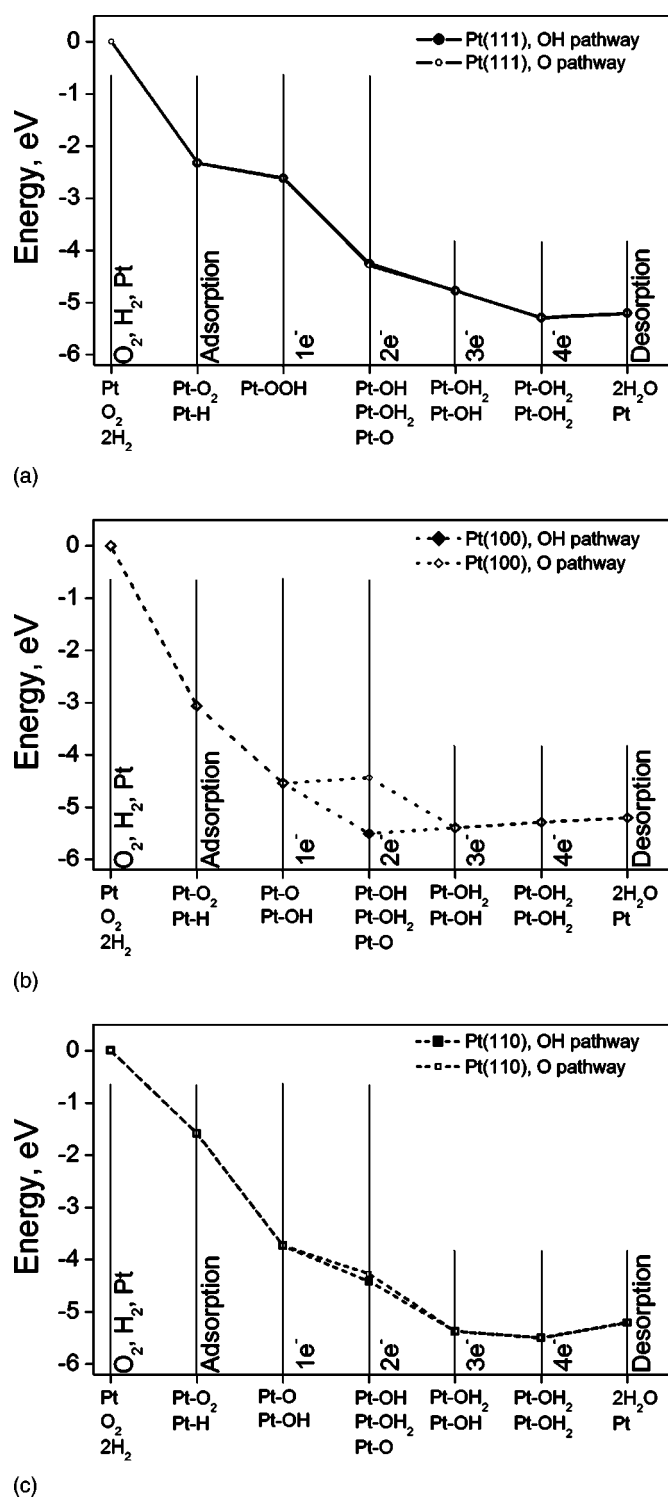 Pt(111), OH pathway
Pt(111), O pathway
Energy, eV
0
-1
-2
-3
-4
-5
-6
O₂, H₂, Pt
Adsorption
1e⁻
2e⁻
3e⁻
4e⁻
Desorption
Pt Pt-O₂ Pt-OOH Pt-OH Pt-OH₂ Pt-OH₂ 2H₂O
O₂ Pt-H Pt-OH₂ Pt-OH Pt-OH₂ Pt
2H₂ Pt-O
(a)
Pt(100), OH pathway
Pt(100), O pathway
Energy, eV
0
-1
-2
-3
-4
-5
-6
O₂, H₂, Pt
Adsorption
1e⁻
2e⁻
3e⁻
4e⁻
Desorption
Pt Pt-O₂ Pt-O Pt-OH Pt-OH₂ Pt-OH₂ 2H₂O
O₂ Pt-H Pt-OH Pt-OH₂ Pt-OH Pt-OH₂ Pt
2H₂ Pt-O
(b)
Pt(110), OH pathway
Pt(110), O pathway
Energy, eV
0
-1
-2
-3
-4
-5
-6
O₂, H₂, Pt
Adsorption
1e⁻
2e⁻
3e⁻
4e⁻
Desorption
Pt Pt-O₂ Pt-O Pt-OH Pt-OH₂ Pt-OH₂ 2H₂O
O₂ Pt-H Pt-OH Pt-OH₂ Pt-OH Pt-OH₂ Pt
2H₂ Pt-O
(c)